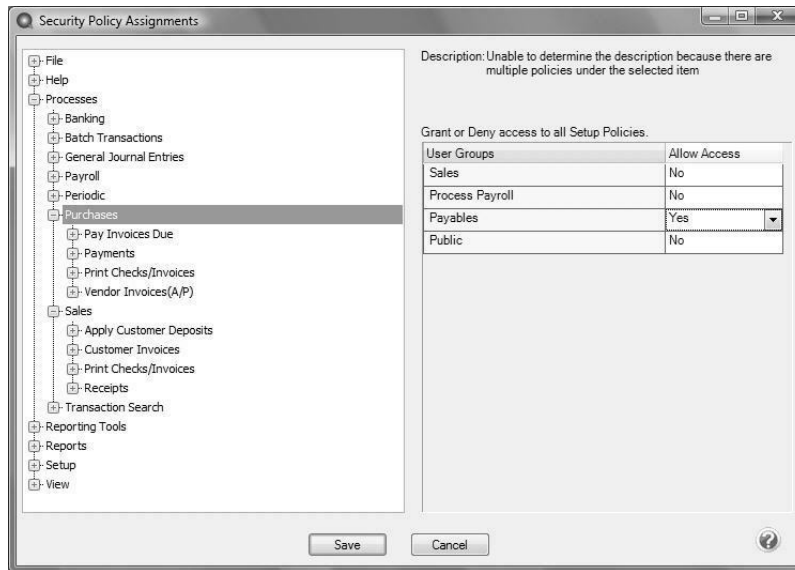 Security Policy Assignments
File
Help
Processes
Banking
Batch Transactions
General Journal Entries
Payroll
Periodic
Purchases
Pay Invoices Due
Payments
Print Checks/Invoices
Vendor Invoices(A/P)
Sales
Apply Customer Deposits
Customer Invoices
Print Checks/Invoices
Receipts
Transaction Search
Reporting Tools
Reports
Setup
View
Description: Unable to determine the description because there are
multiple policies under the selected item
Grant or Deny access to all Setup Policies.
User Groups Allow Access
Sales No
Process Payroll No
Payables Yes
Public No
Save Cancel